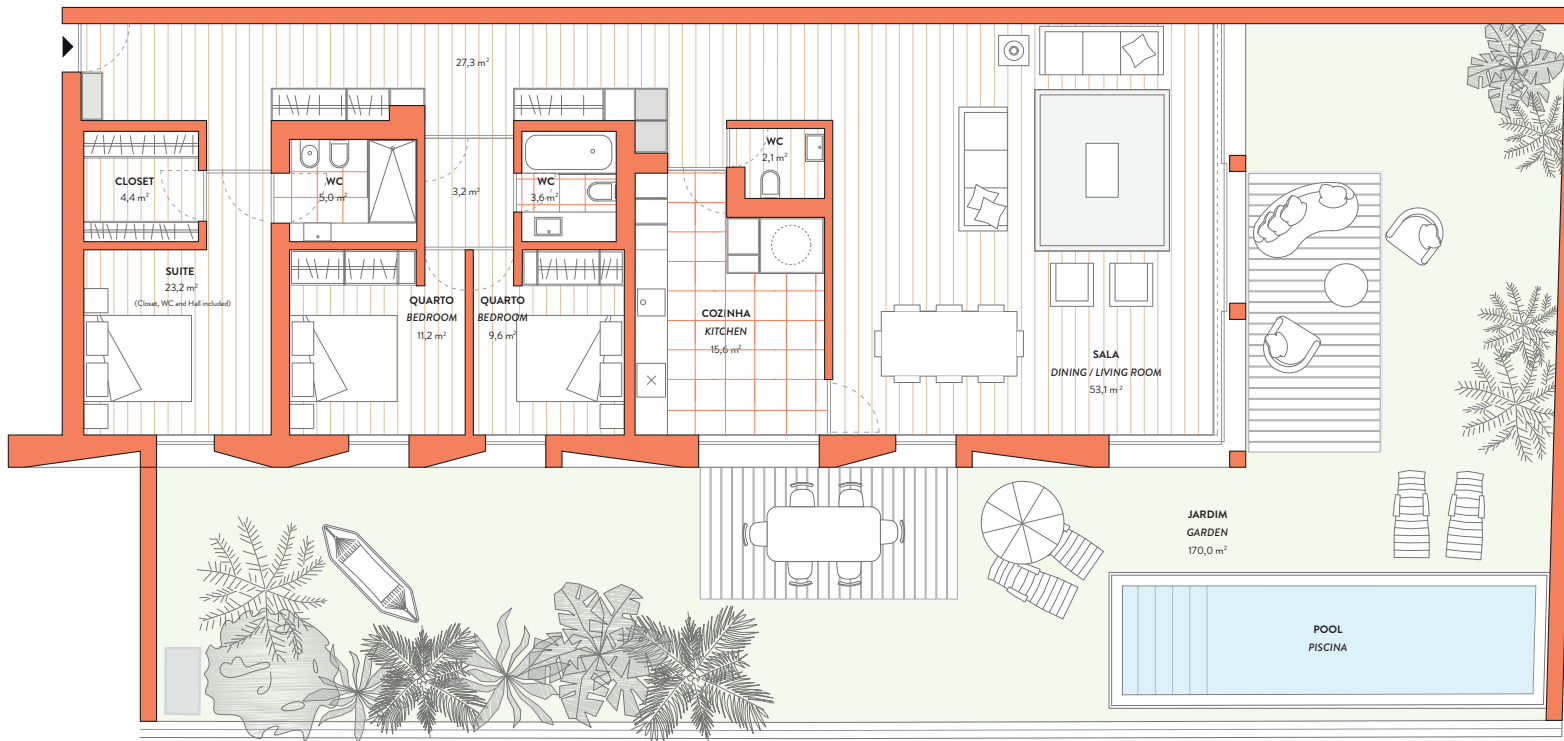 27,3 m²
CLOSET
4,4 m²
WC
5,0 m²
3,2 m²
WC
3,6 m²
WC
2,1 m²
SUITE
23,2 m²
(Closet, WC and Hall included)
QUARTO
BEDROOM
11,2 m²
QUARTO
BEDROOM
9,6 m²
COZINHA
KITCHEN
15,6 m²
SALA
DINING / LIVING ROOM
53,1 m²
JARDIM
GARDEN
170,0 m²
POOL
PISCINA